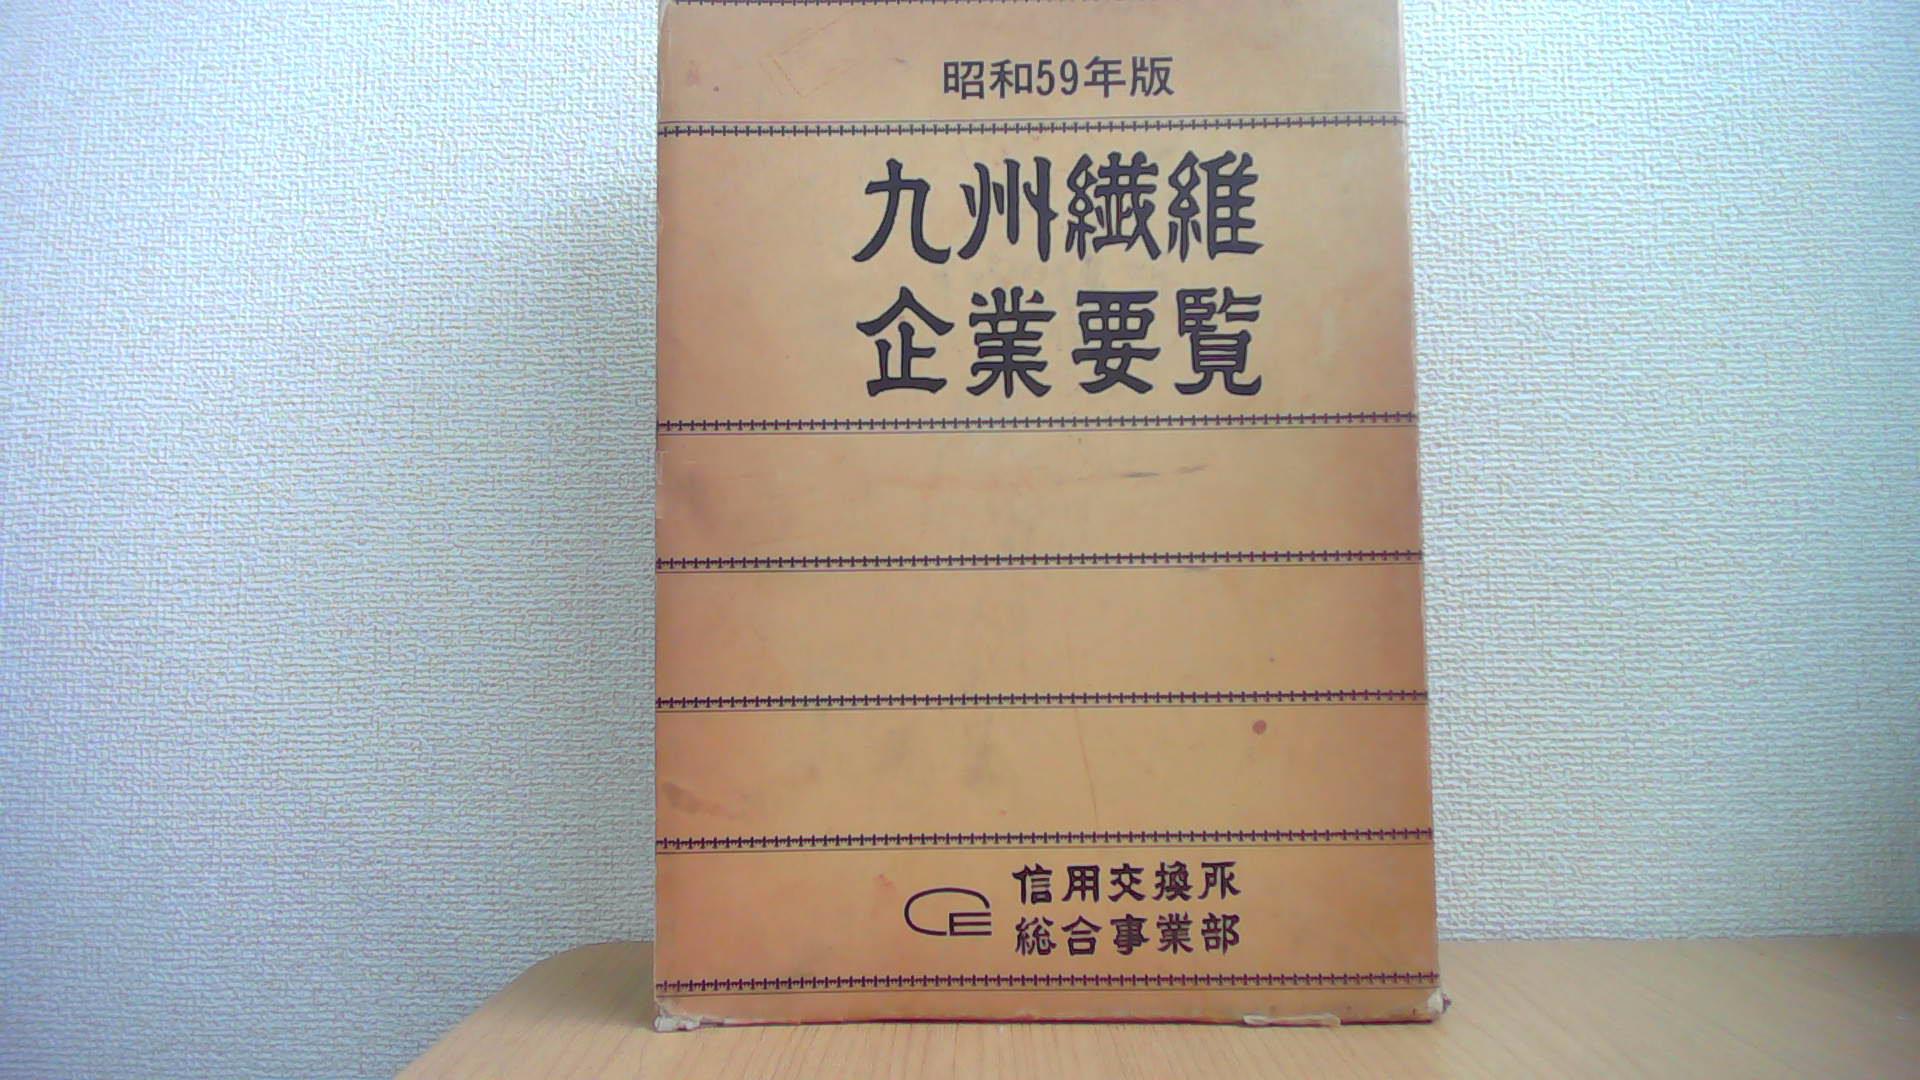 昭和59年版
九州繊維
企業要覧
信用交換所
CE 総合事業部